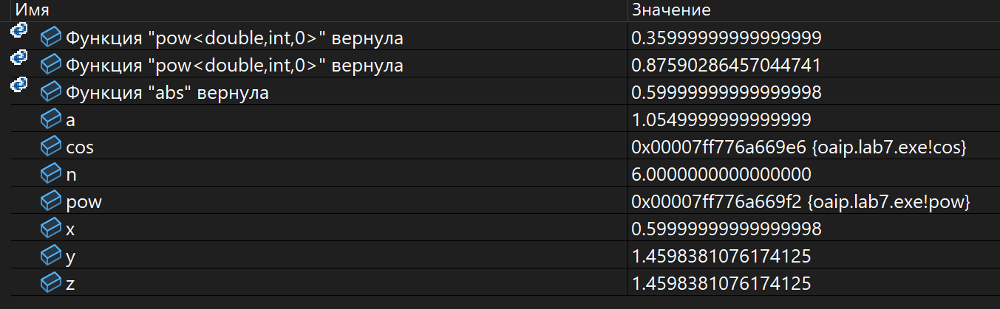 Имя Значение
Функция "pow<double,int,0>" вернула 0.35999999999999999
Функция "pow<double,int,0>" вернула 0.87590286457044741
Функция "abs" вернула 0.59999999999999998
a 1.0549999999999999
cos 0x00007ff776a669e6 {oaip.lab7.exe!cos}
n 6.0000000000000000
pow 0x00007ff776a669f2 {oaip.lab7.exe!pow}
x 0.59999999999999998
y 1.4598381076174125
z 1.4598381076174125